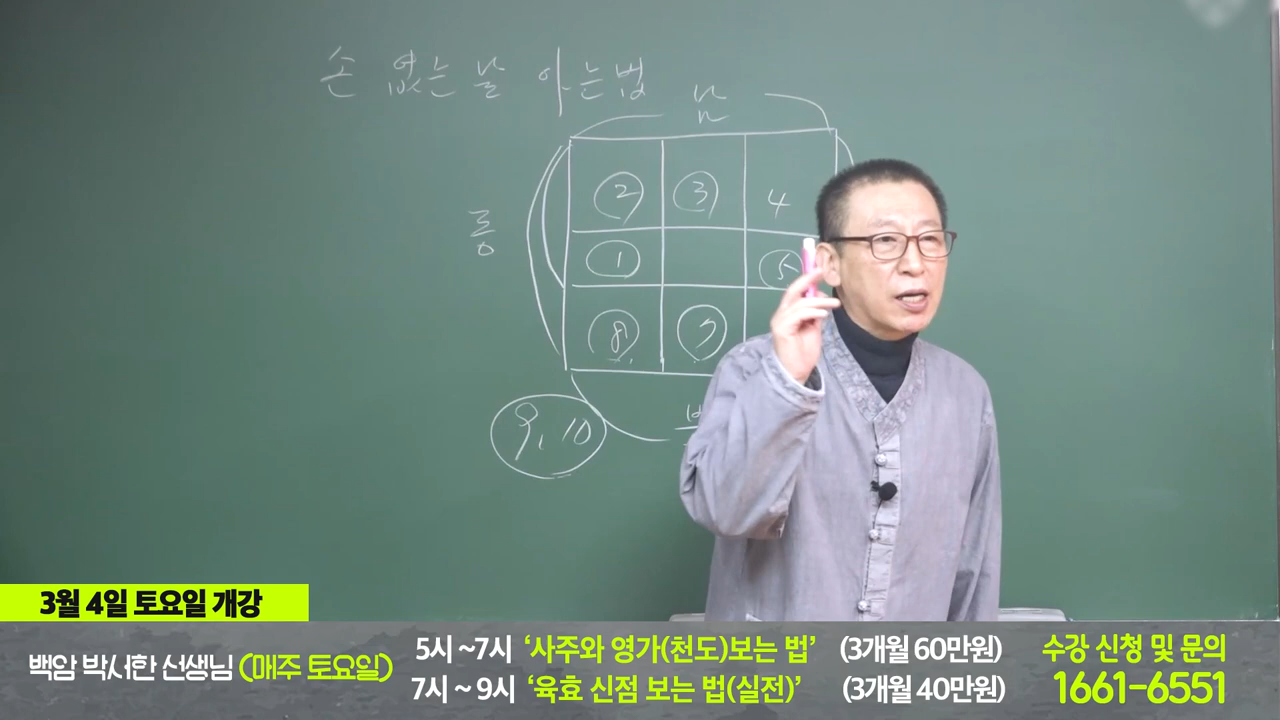 손 없는 날 아는 법
남
② ③ 4
동
① ⑤
⑧ ⑦
9, 10
3월 4일 토요일 개강
백암 박서한 선생님 (매주 토요일)
5시 ~7시 ‘사주와 영가(천도)보는 법’ (3개월 60만원)
7시 ~ 9시 ‘육효 신점 보는 법(실전)’ (3개월 40만원)
수강 신청 및 문의
1661-6551